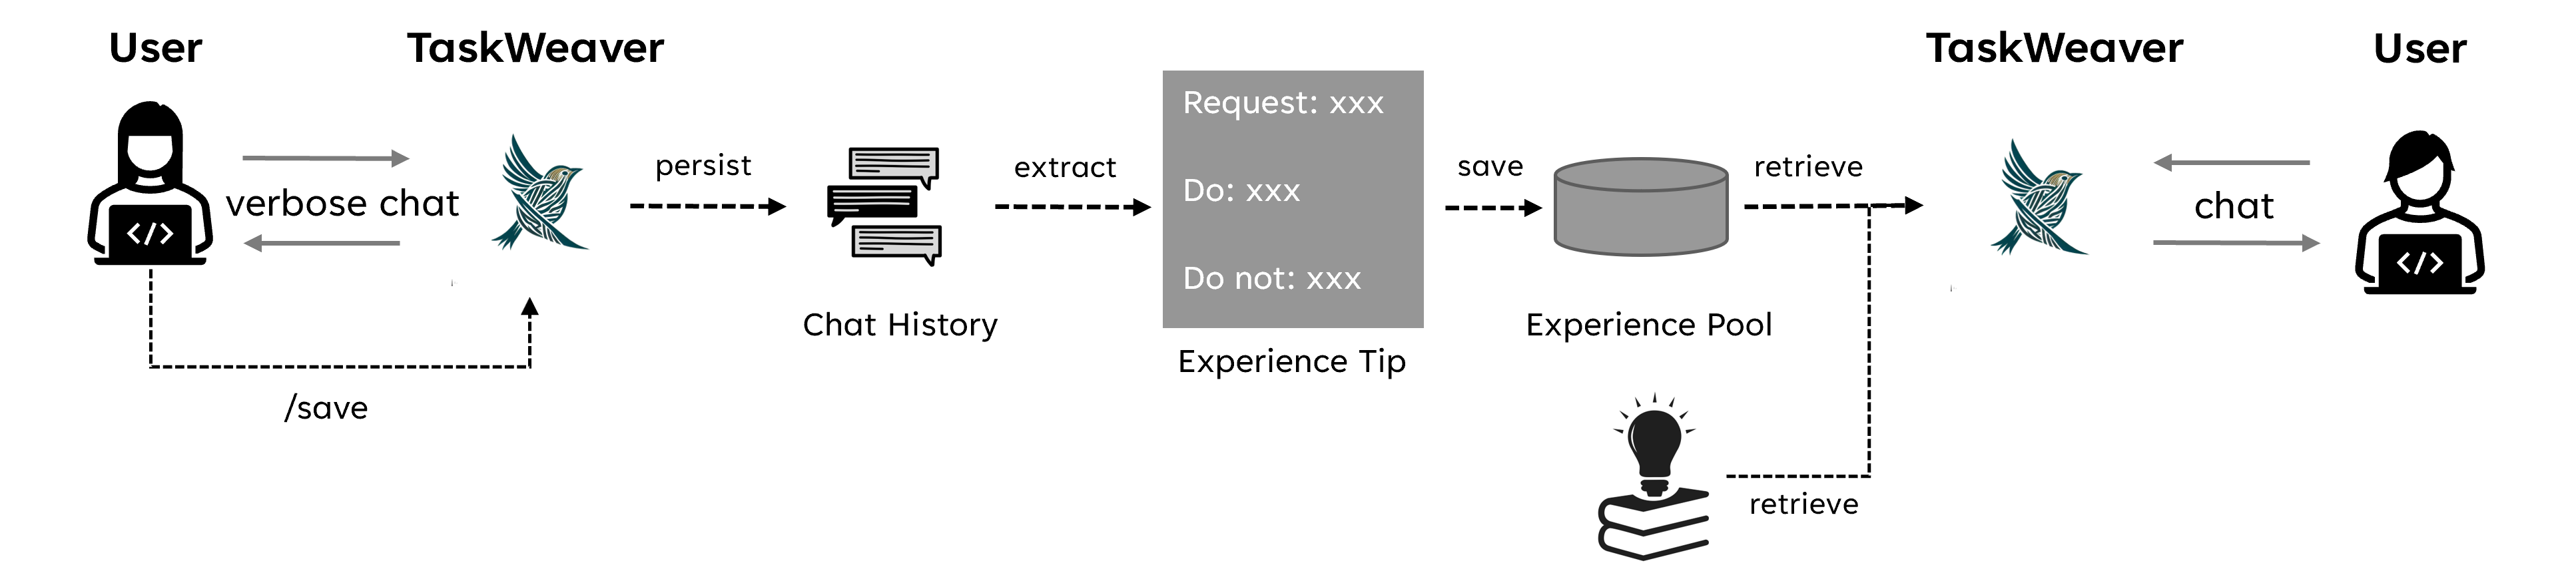 User
TaskWeaver
verbose chat
</>
/save
persist
Chat History
extract
Request: xxx
Do: xxx
Do not: xxx
Experience Tip
save
Experience Pool
retrieve
retrieve
TaskWeaver
User
chat
</>